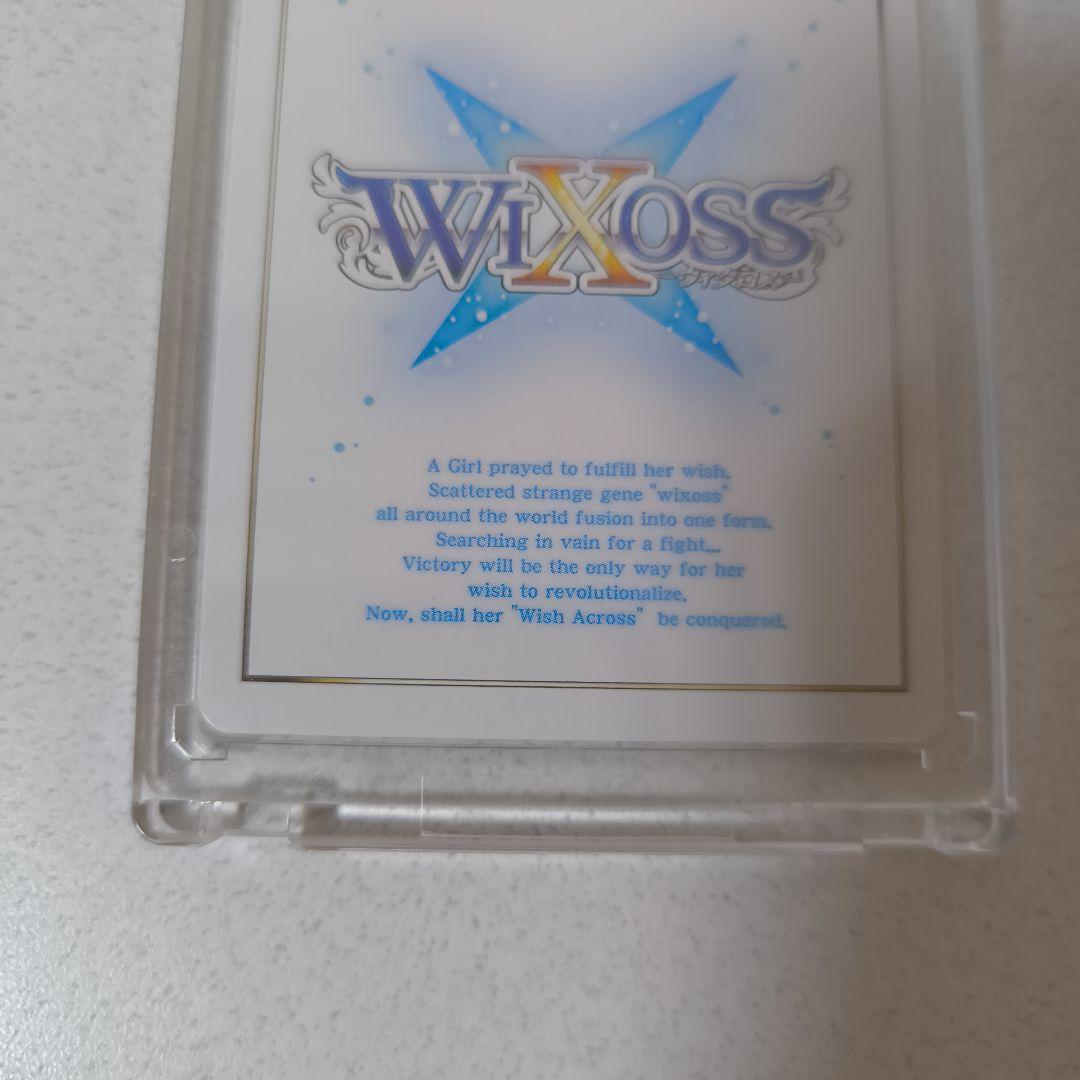 WIXOSS
ウィクロス
A Girl prayed to fulfill her wish.
Scattered strange gene "wixoss"
all around the world fusion into one form.
Searching in vain for a fight...
Victory will be the only way for her
wish to revolutionalize.
Now, shall her "Wish Across" be conquered.